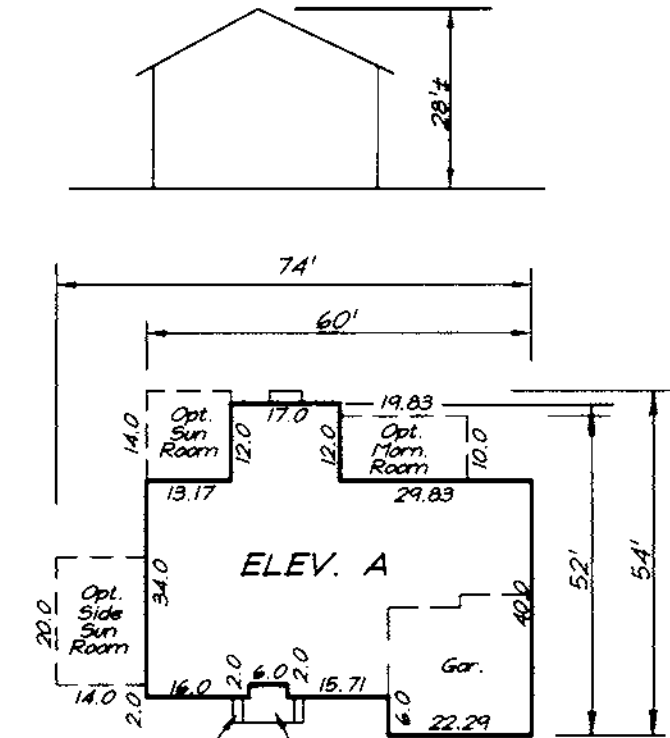 28'±
74'
60'
14.0
Opt.
Sun
Room
12.0
17.0
12.0
19.83
Opt.
Morn.
Room
10.0
13.17
29.83
ELEV. A
34.0
20.0
Opt.
Side
Sun
Room
14.0
2.0
16.0
2.0
6.0
2.0
15.71
6.0
Gar.
22.29
40.0
52'
54'